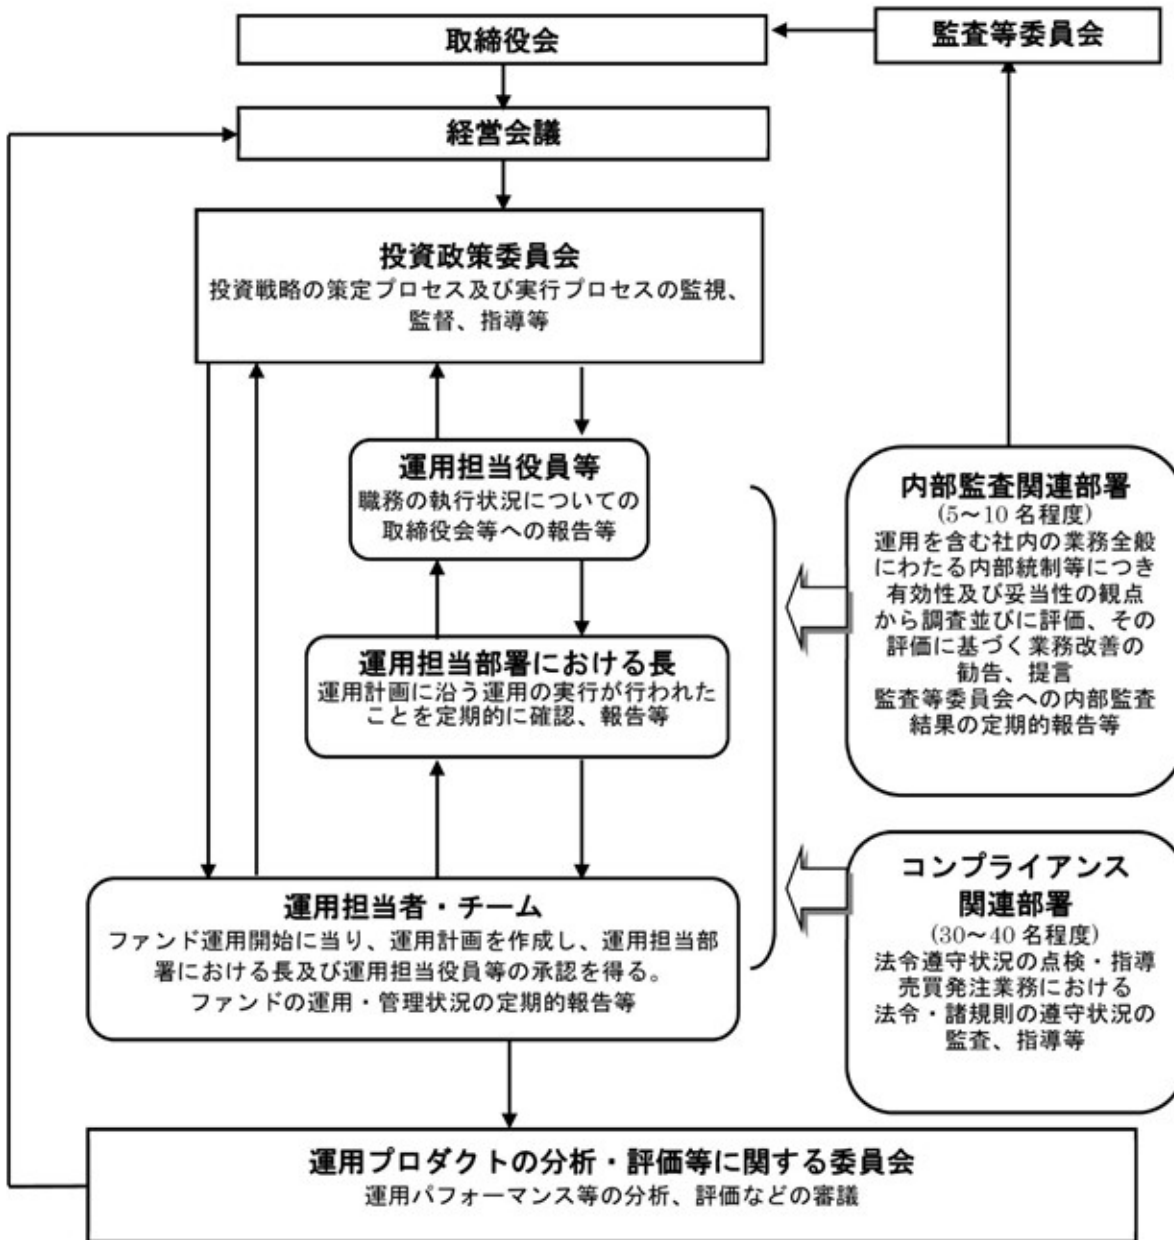 取締役会
監査等委員会
経営会議
投資政策委員会
投資戦略の策定プロセス及び実行プロセスの監視、
監督、指導等
運用担当役員等
職務の執行状況についての
取締役会等への報告等
運用担当部署における長
運用計画に沿う運用の実行が行われた
ことを定期的に確認、報告等
運用担当者・チーム
ファンド運用開始に当り、運用計画を作成し、運用担当部
署における長及び運用担当役員等の承認を得る。
ファンドの運用・管理状況の定期的報告等
内部監査関連部署
(5～10 名程度)
運用を含む社内の業務全般
にわたる内部統制等につき
有効性及び妥当性の観点
から調査並びに評価、その
評価に基づく業務改善の
勧告、提言
監査等委員会への内部監査
結果の定期的報告等
コンプライアンス
関連部署
(30～40 名程度)
法令遵守状況の点検・指導
売買発注業務における
法令・諸規則の遵守状況の
監査、指導等
運用プロダクトの分析・評価等に関する委員会
運用パフォーマンス等の分析、評価などの審議